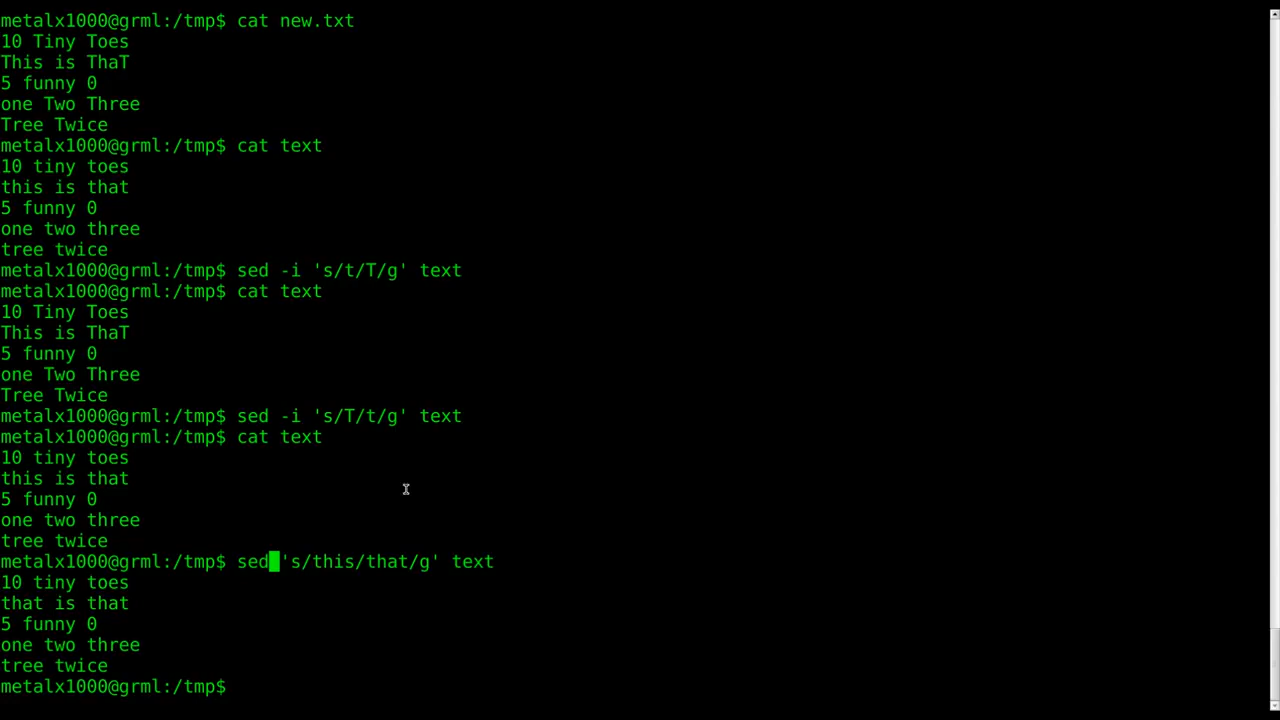 metalx1000@grml:/tmp$ cat new.txt
10 Tiny Toes
This is ThaT
5 funny 0
one Two Three
Tree Twice
metalx1000@grml:/tmp$ cat text
10 tiny toes
this is that
5 funny 0
one two three
tree twice
metalx1000@grml:/tmp$ sed -i 's/t/T/g' text
metalx1000@grml:/tmp$ cat text
10 Tiny Toes
This is ThaT
5 funny 0
one Two Three
Tree Twice
metalx1000@grml:/tmp$ sed -i 's/T/t/g' text
metalx1000@grml:/tmp$ cat text
10 tiny toes
this is that
5 funny 0
one two three
tree twice
metalx1000@grml:/tmp$ sed 's/this/that/g' text
10 tiny toes
that is that
5 funny 0
one two three
tree twice
metalx1000@grml:/tmp$